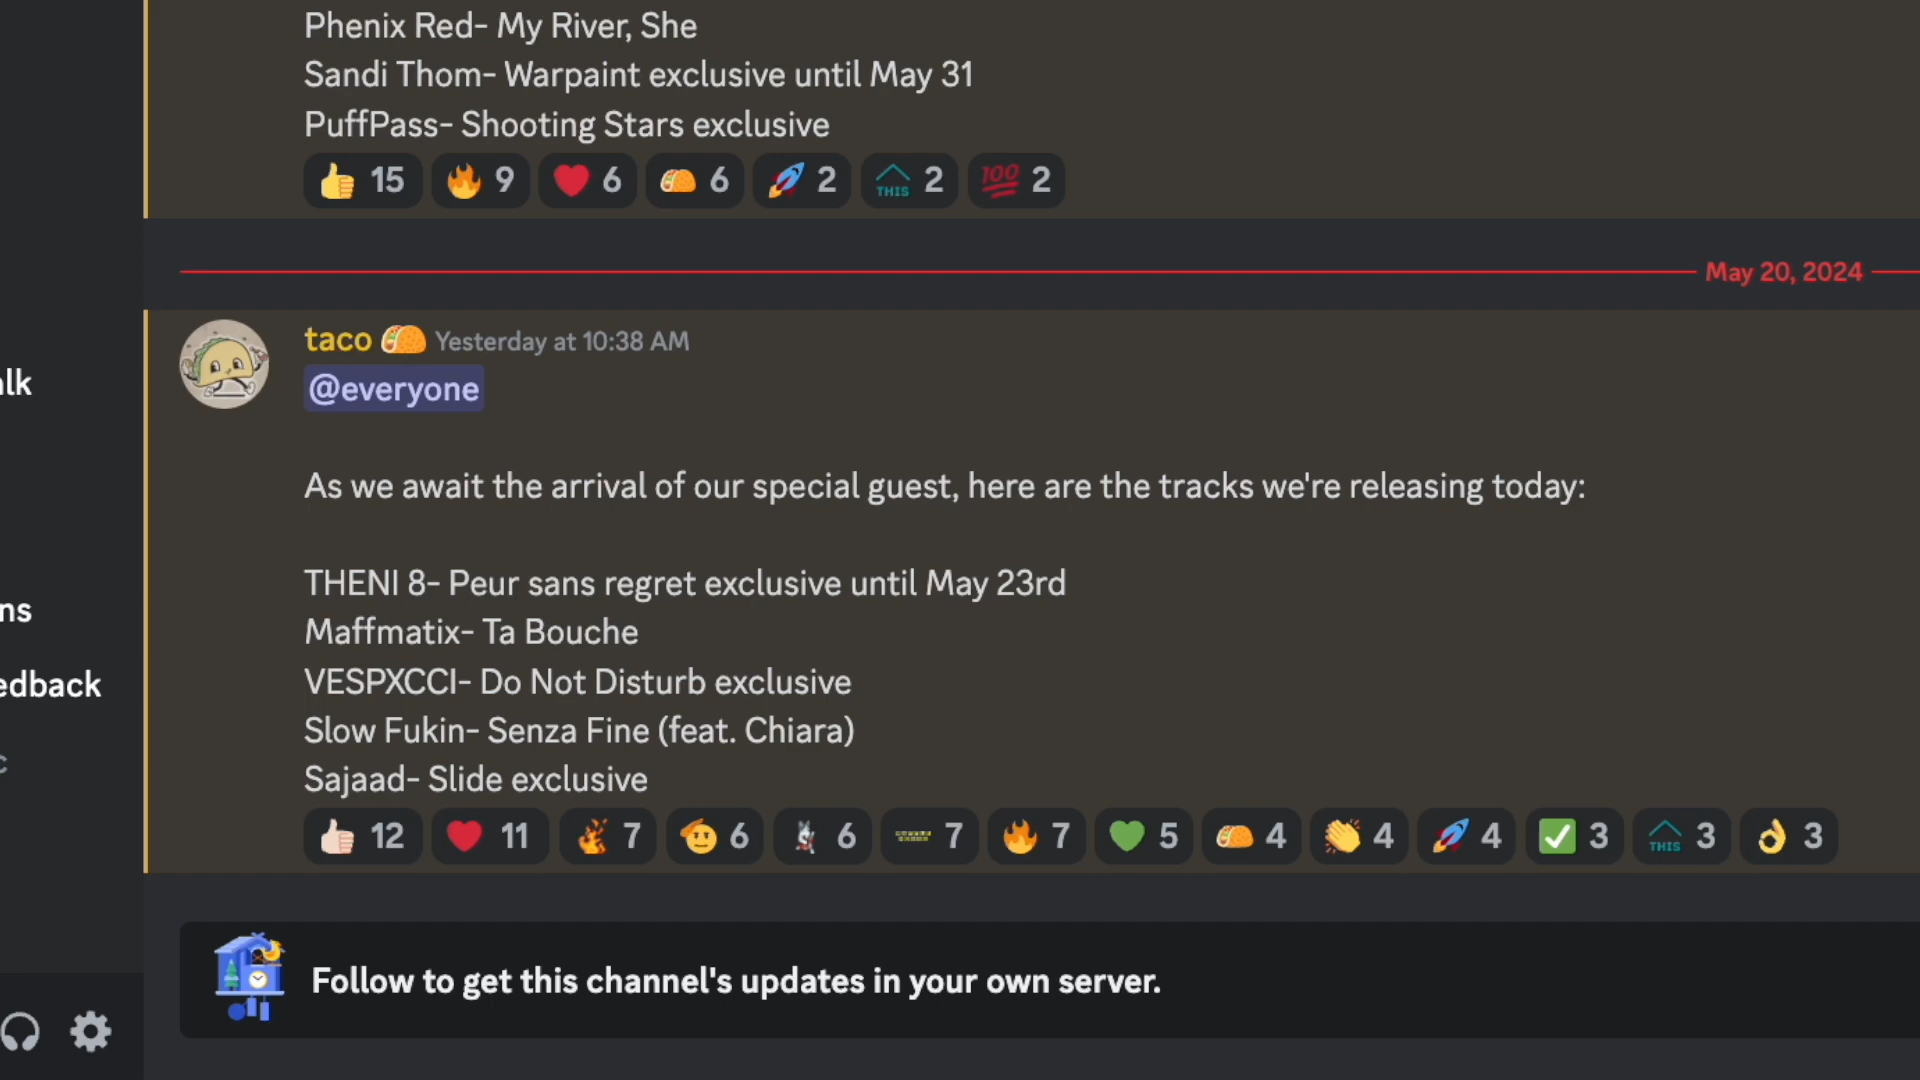 Phenix Red- My River, She
Sandi Thom- Warpaint exclusive until May 31
PuffPass- Shooting Stars exclusive
15 9 6 6 2 THIS 2 100 2
May 20, 2024
taco Yesterday at 10:38 AM
@everyone
alk
As we await the arrival of our special guest, here are the tracks we're releasing today:
THENI 8- Peur sans regret exclusive until May 23rd
ns
Maffmatix- Ta Bouche
edback
VESPXCCI- Do Not Disturb exclusive
Slow Fukin- Senza Fine (feat. Chiara)
c
Sajaad- Slide exclusive
12 11 7 6 6 7 7 5 4 4 4 3 THIS 3 3
Follow to get this channel's updates in your own server.